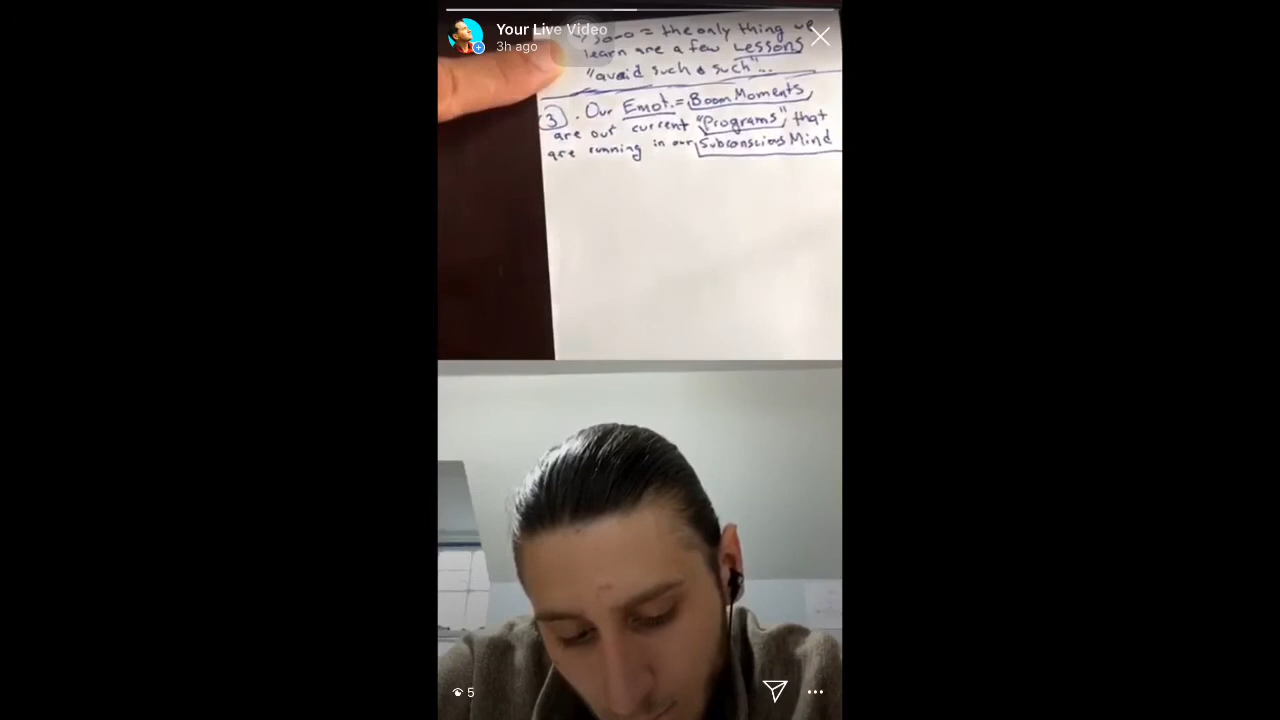 Your Live Video
3h ago
= the only thing we
learn are a few Lessons
"avoid such & such"...
3. Our Emot. = Boom Moments,
are our current "Programs", that
are running in our Subconscious Mind
5